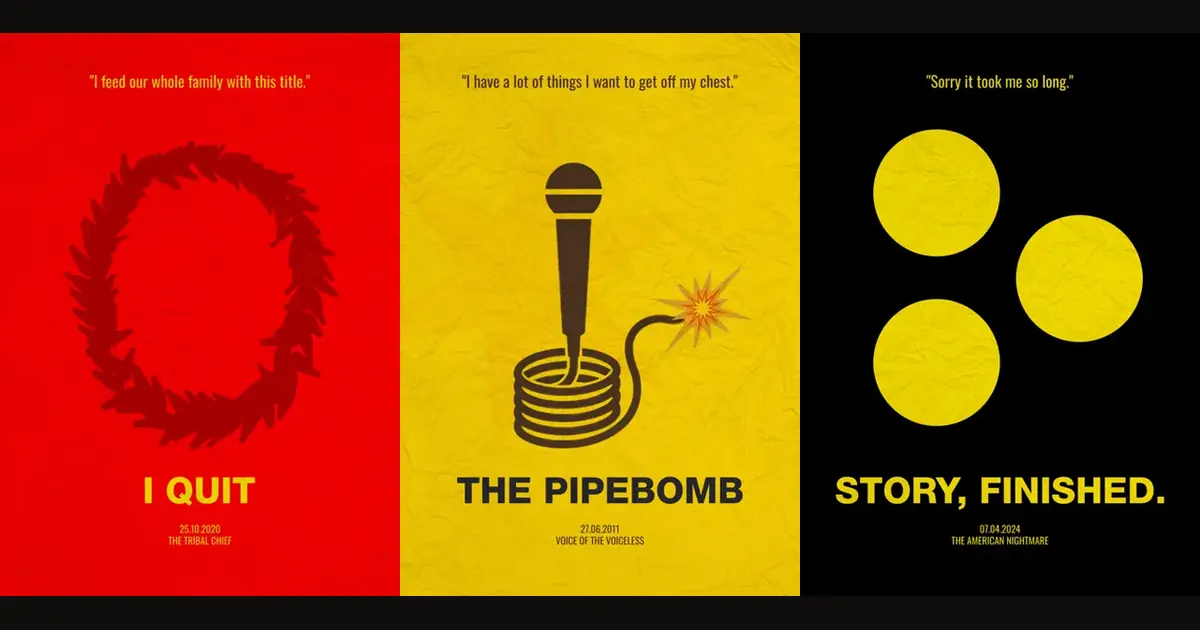 "I feed our whole family with this title."
I QUIT
25.10.2020
THE TRIBAL CHIEF
"I have a lot of things I want to get off my chest."
THE PIPEBOMB
27.06.2011
VOICE OF THE VOICELESS
"Sorry it took me so long."
STORY, FINISHED.
07.04.2024
THE AMERICAN NIGHTMARE